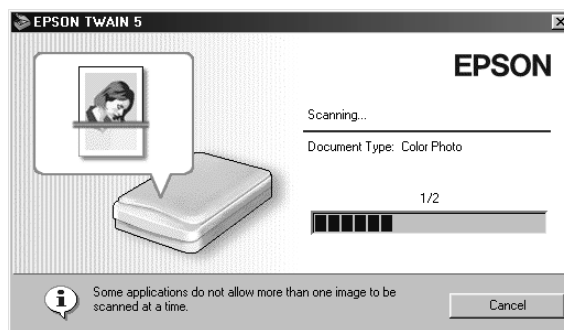 EPSON TWAIN 5
EPSON
Scanning...
Document Type: Color Photo
1/2
Some applications do not allow more than one image to be
scanned at a time.
Cancel